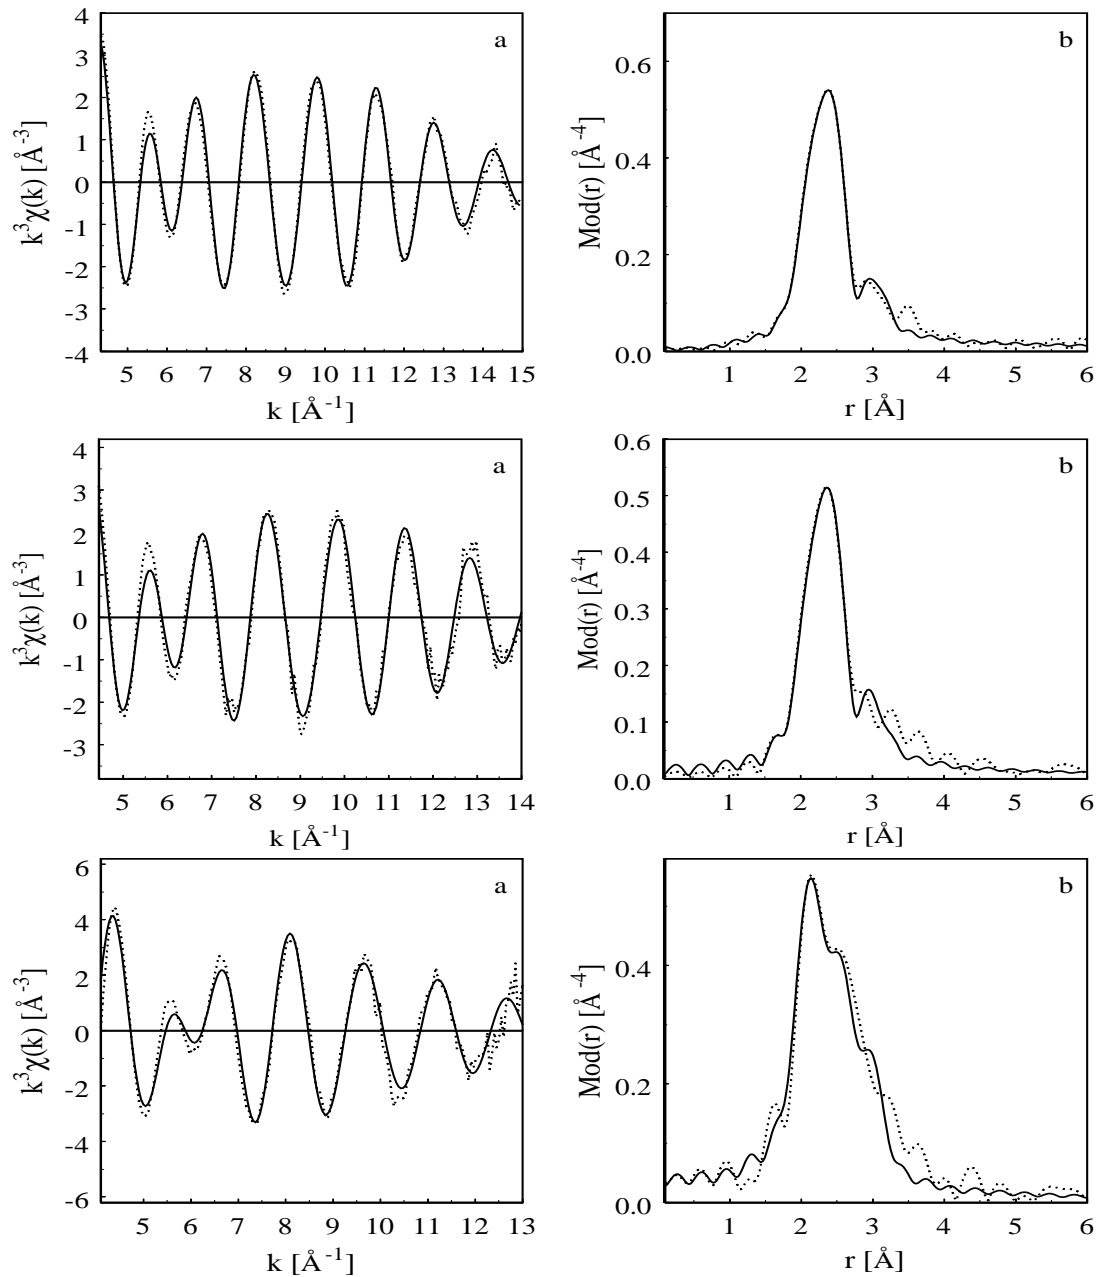 a
4
3
2
1
0
-1
-2
-3
-4
k³χ(k) [Å⁻³]
5 6 7 8 9 10 11 12 13 14 15
k [Å⁻¹]
b
0.6
0.4
0.2
0.0
Mod(r) [Å⁻⁴]
1 2 3 4 5 6
r [Å]
a
4
3
2
1
0
-1
-2
-3
k³χ(k) [Å⁻³]
5 6 7 8 9 10 11 12 13 14
k [Å⁻¹]
b
0.6
0.5
0.4
0.3
0.2
0.1
0.0
Mod(r) [Å⁻⁴]
1 2 3 4 5 6
r [Å]
a
6
4
2
0
-2
-4
-6
k³χ(k) [Å⁻³]
5 6 7 8 9 10 11 12 13
k [Å⁻¹]
b
0.4
0.2
0.0
Mod(r) [Å⁻⁴]
1 2 3 4 5 6
r [Å]